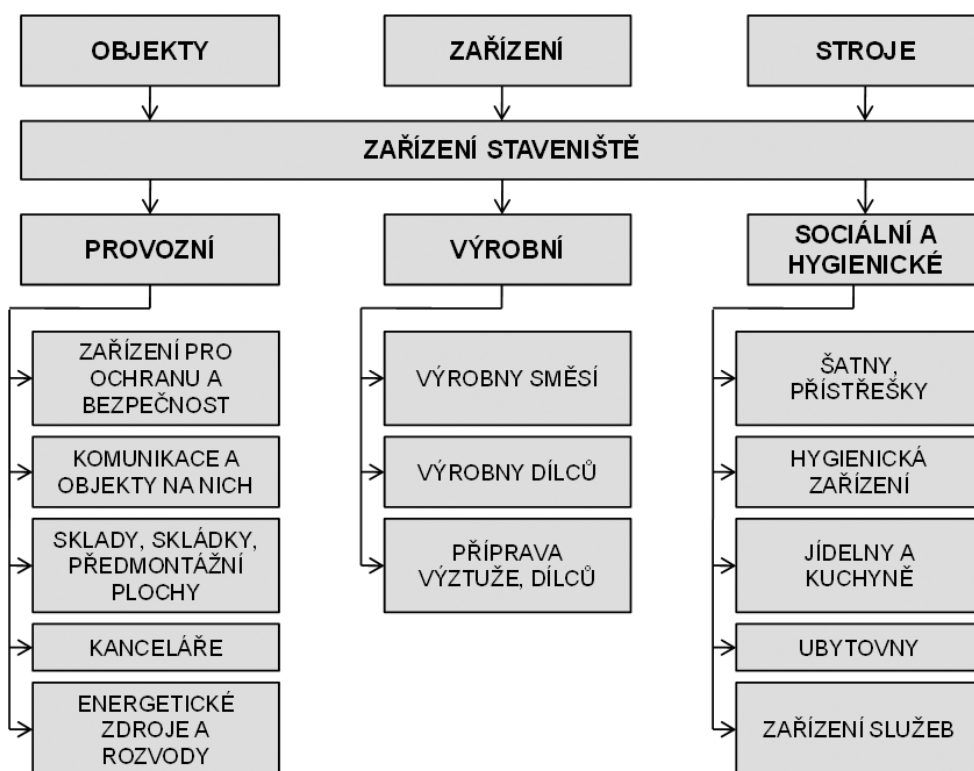 OBJEKTY
ZAŘÍZENÍ
STROJE
ZAŘÍZENÍ STAVENIŠTĚ
PROVOZNÍ
VÝROBNÍ
SOCIÁLNÍ A
HYGIENICKÉ
ZAŘÍZENÍ PRO
OCHRANU A
BEZPEČNOST
KOMUNIKACE A
OBJEKTY NA NICH
SKLADY, SKLÁDKY,
PŘEDMONTÁŽNÍ
PLOCHY
KANCELÁŘE
ENERGETICKÉ
ZDROJE A
ROZVODY
VÝROBNY SMĚSÍ
VÝROBNY DÍLCŮ
PŘÍPRAVA
VÝZTUŽE, DÍLCŮ
ŠATNY,
PŘÍSTŘEŠKY
HYGIENICKÁ
ZAŘÍZENÍ
JÍDELNY A
KUCHYNĚ
UBYTOVNY
ZAŘÍZENÍ SLUŽEB